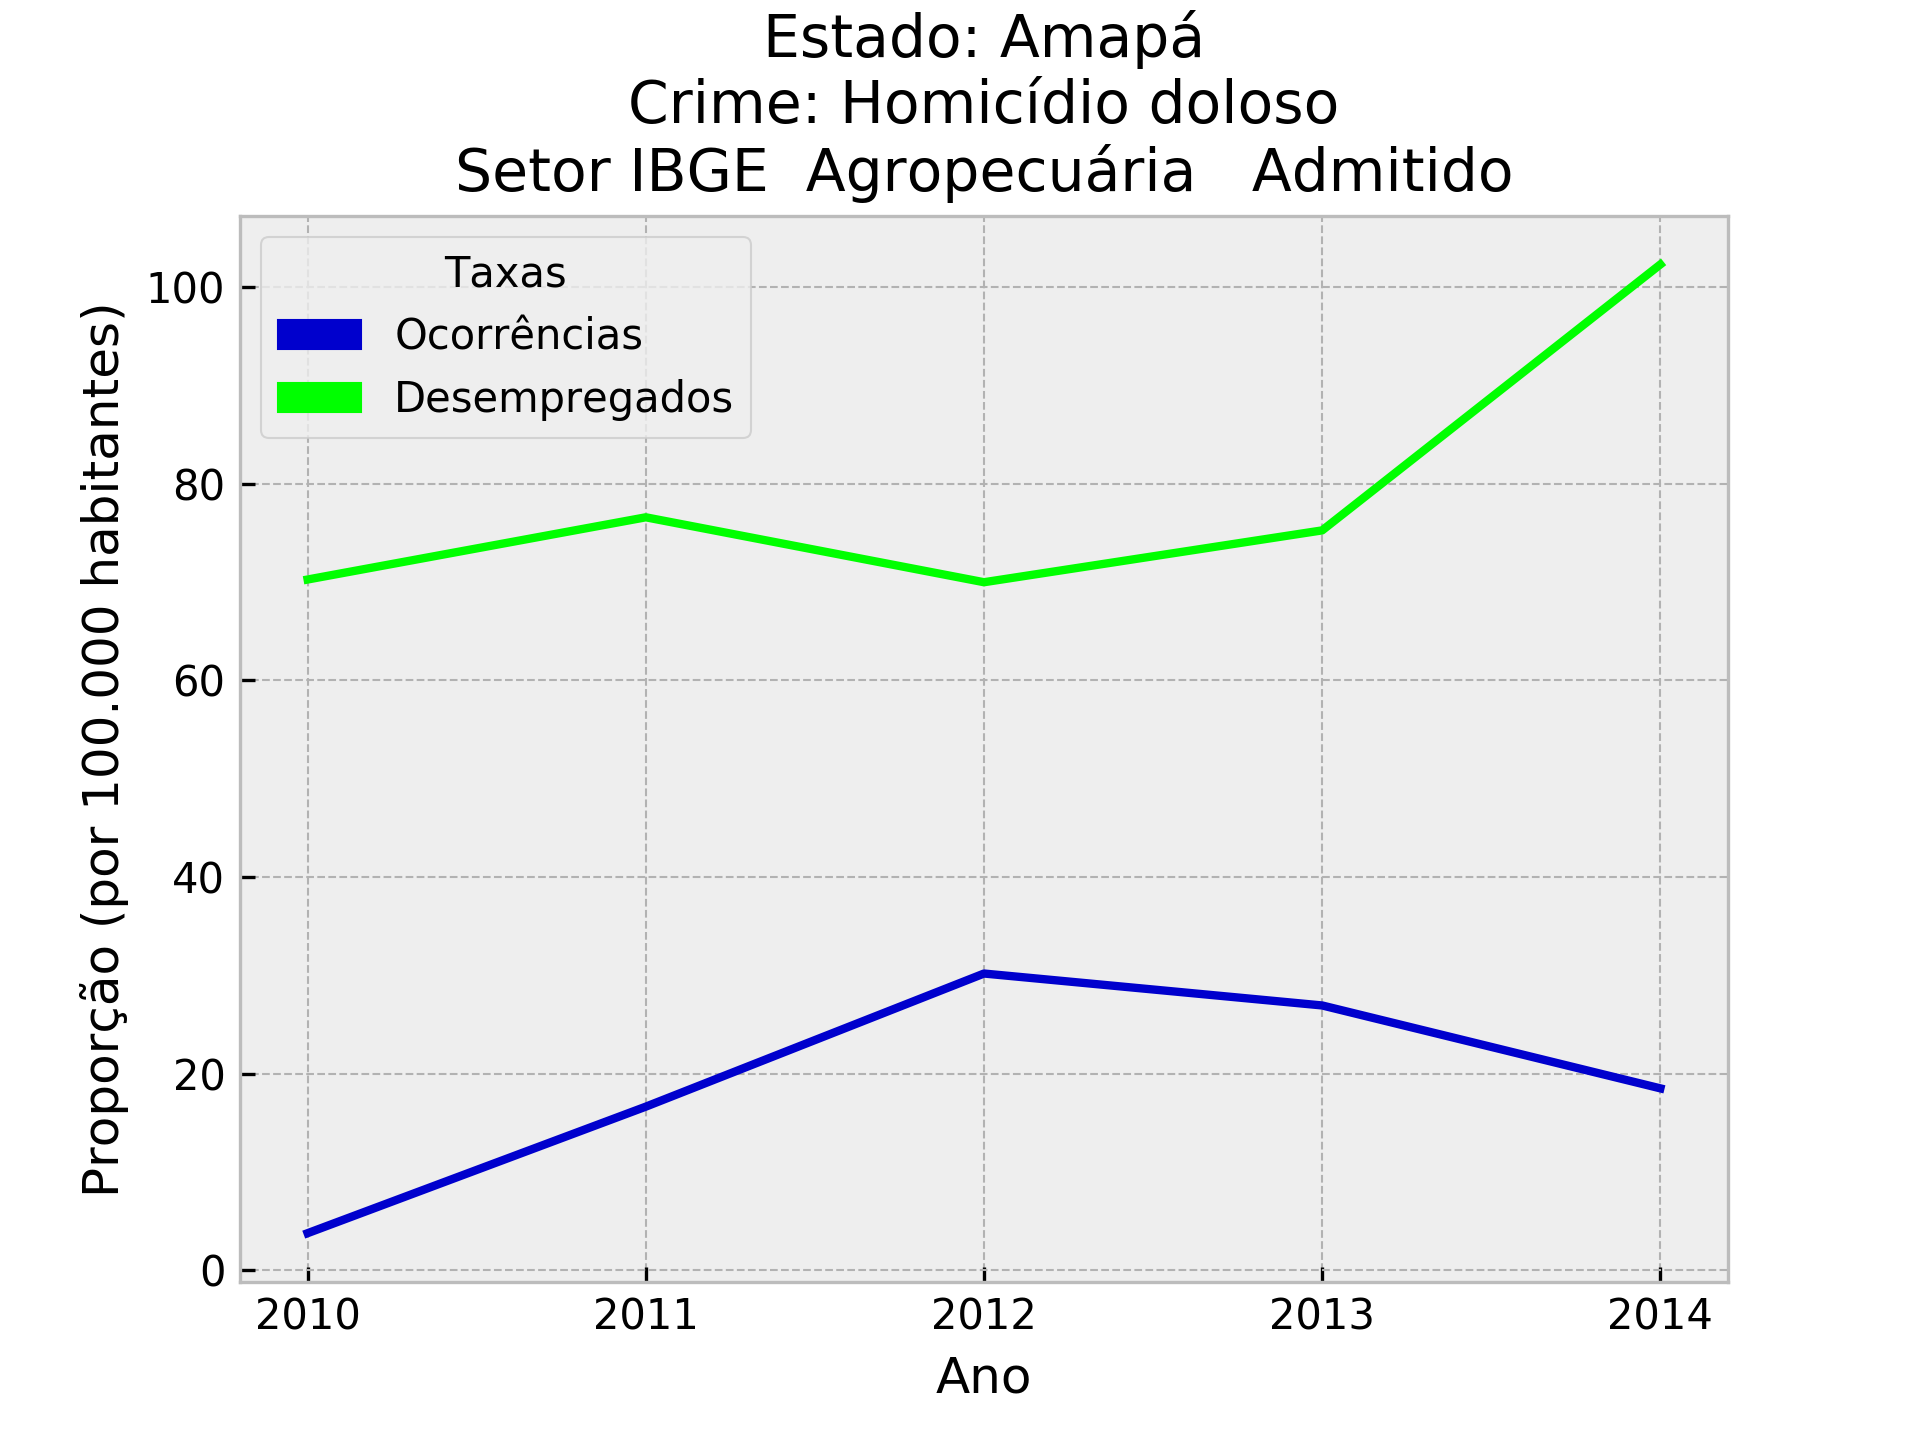 Estado: Amapá
Crime: Homicídio doloso
Setor IBGE  Agropecuária   Admitido
Proporção (por 100.000 habitantes)
100
80
60
40
20
0
Taxas
Ocorrências
Desempregados
2010 2011 2012 2013 2014
Ano